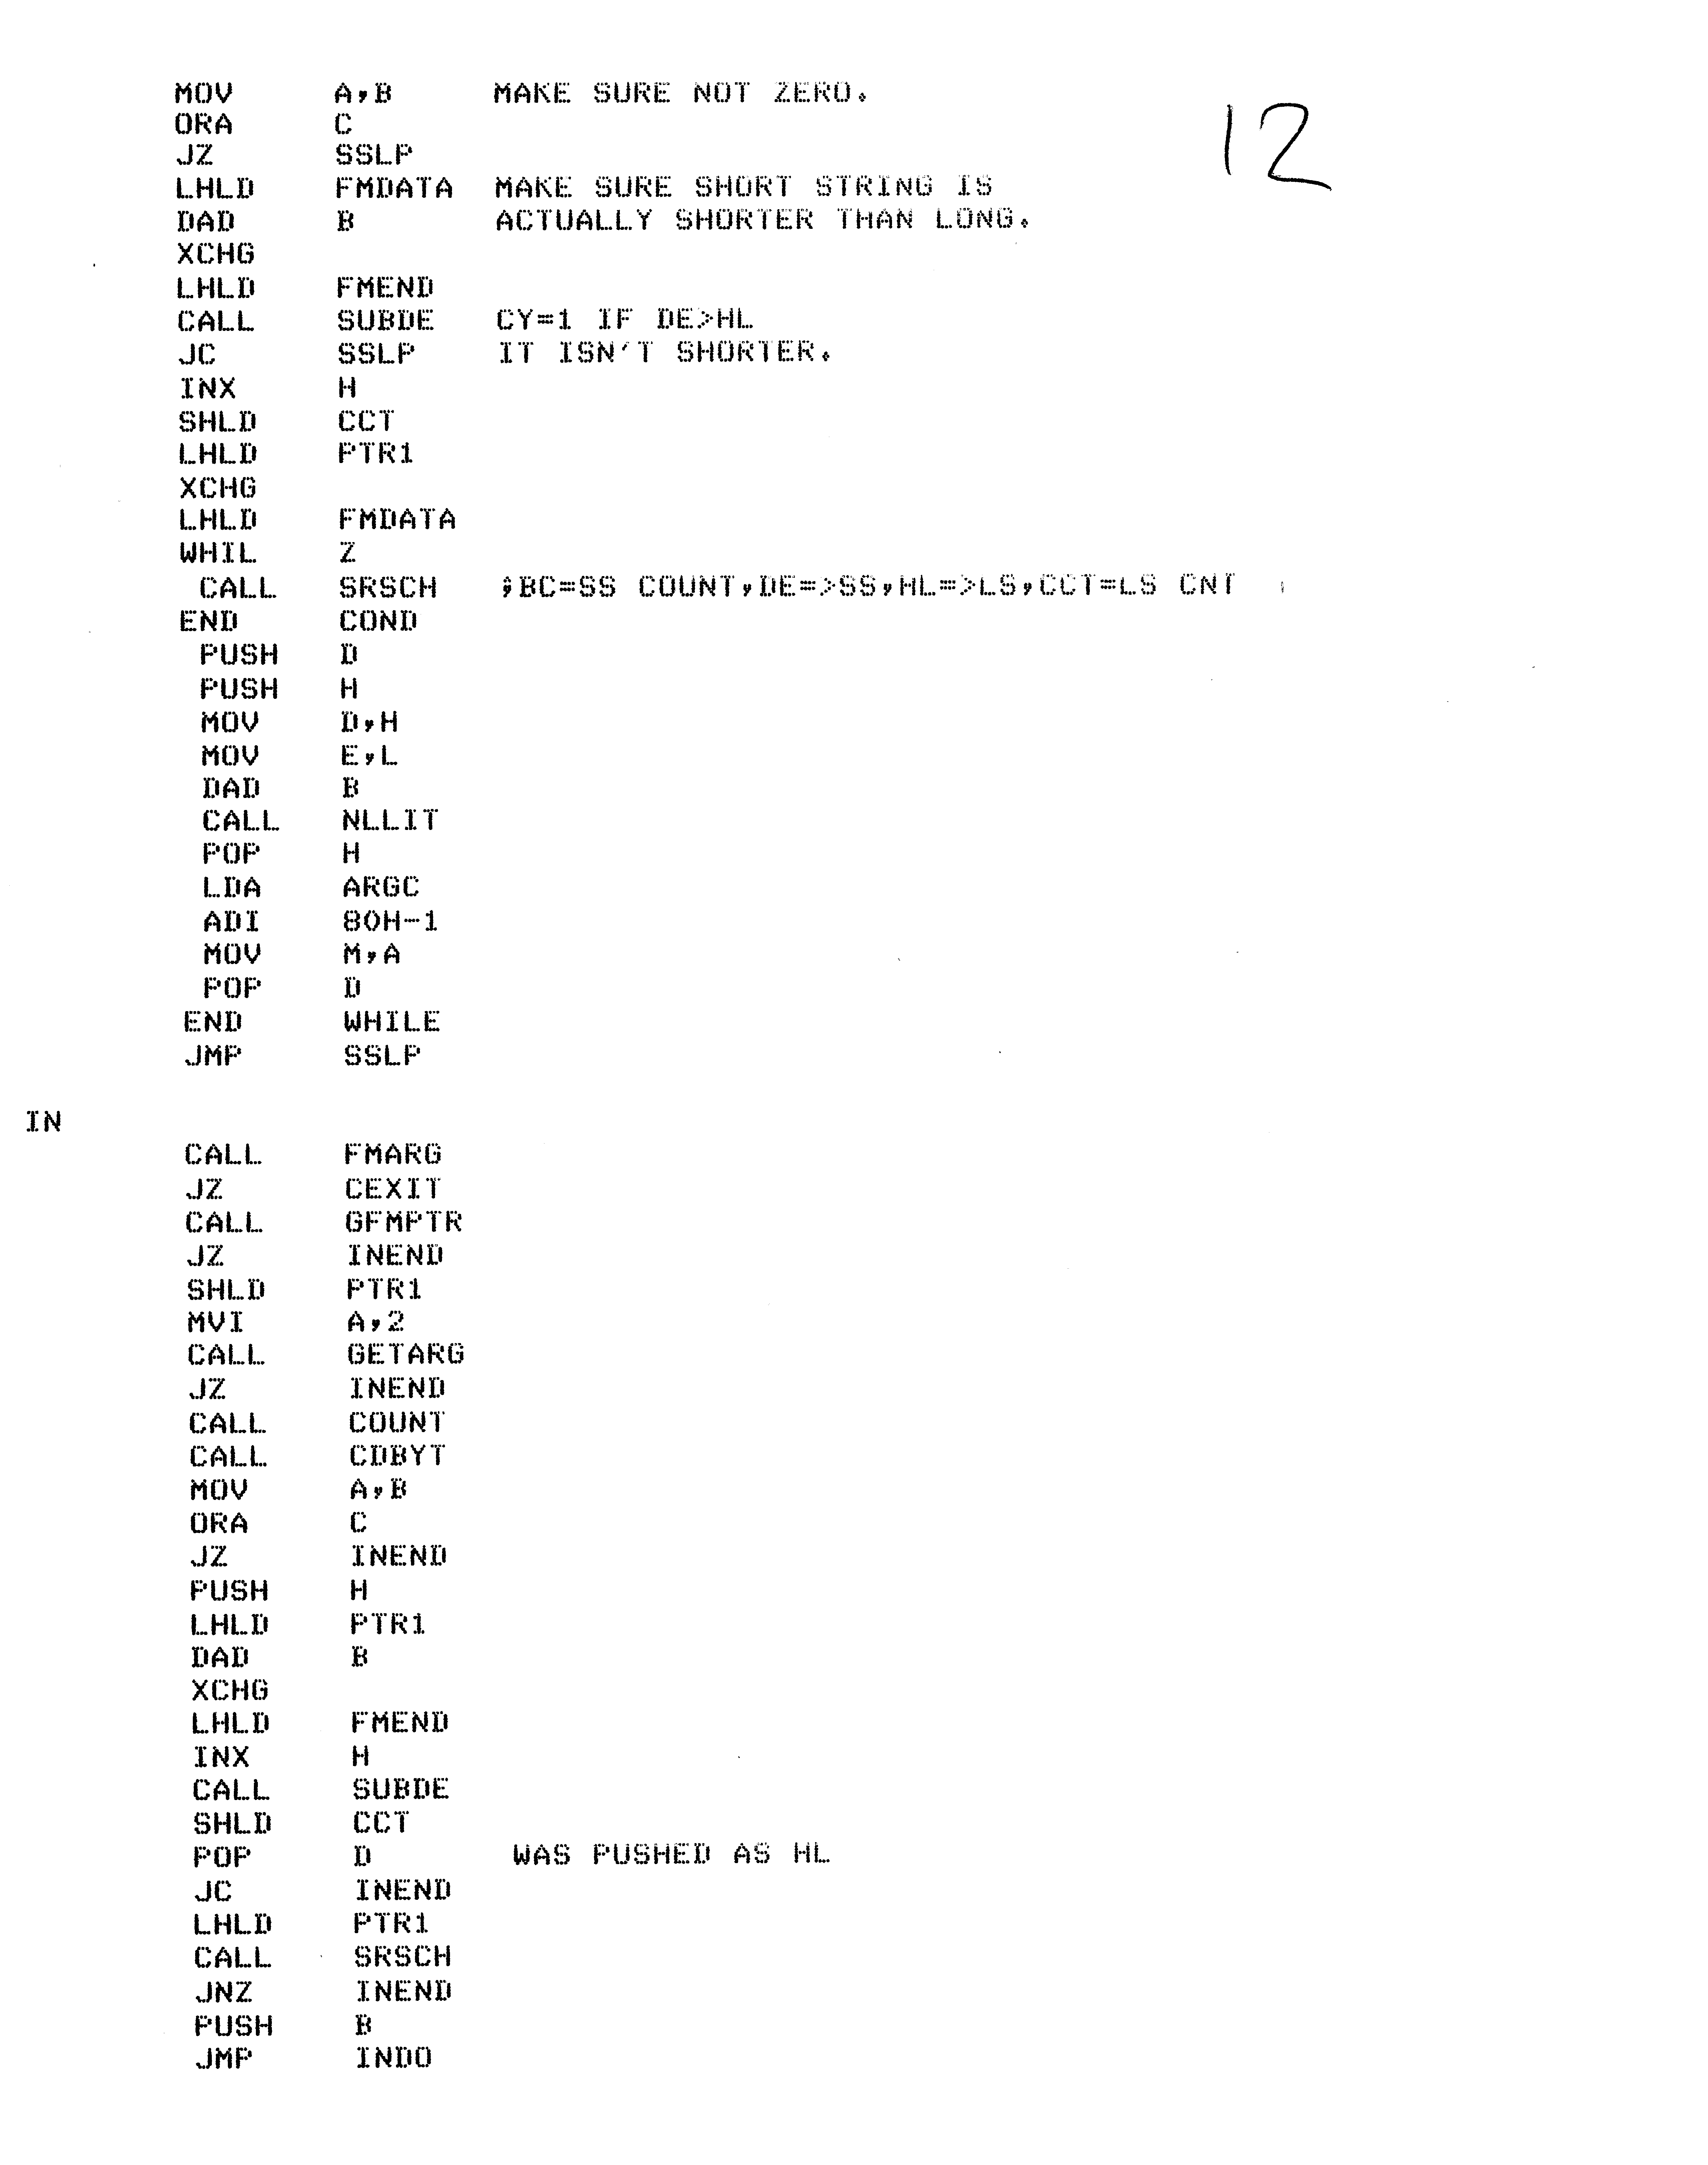 MOV A,B MAKE SURE NOT ZERO.
12
ORA C
JZ SSLP
LHLD FMDATA MAKE SURE SHORT STRING IS
DAD B ACTUALLY SHORTER THAN LONG.
XCHG
LHLD FMEND
CALL SUBDE CY=1 IF DE>HL
JC SSLP IT ISN'T SHORTER.
INX H
SHLD CCT
LHLD PTR1
XCHG
LHLD FMDATA
WHIL Z
CALL SRSCH ;BC=SS COUNT,DE=>SS,HL=>LS,CCT=LS CNT
END COND
PUSH D
PUSH H
MOV D,H
MOV E,L
DAD B
CALL NLLIT
POP H
LDA ARGC
ADI 80H-1
MOV M,A
POP D
END WHILE
JMP SSLP
IN
CALL FMARG
JZ CEXIT
CALL GFMPTR
JZ INEND
SHLD PTR1
MVI A,2
CALL GETARG
JZ INEND
CALL COUNT
CALL CDBYT
MOV A,B
ORA C
JZ INEND
PUSH H
LHLD PTR1
DAD B
XCHG
LHLD FMEND
INX H
CALL SUBDE
SHLD CCT
POP D WAS PUSHED AS HL
JC INEND
LHLD PTR1
CALL SRSCH
JNZ INEND
PUSH B
JMP INDO